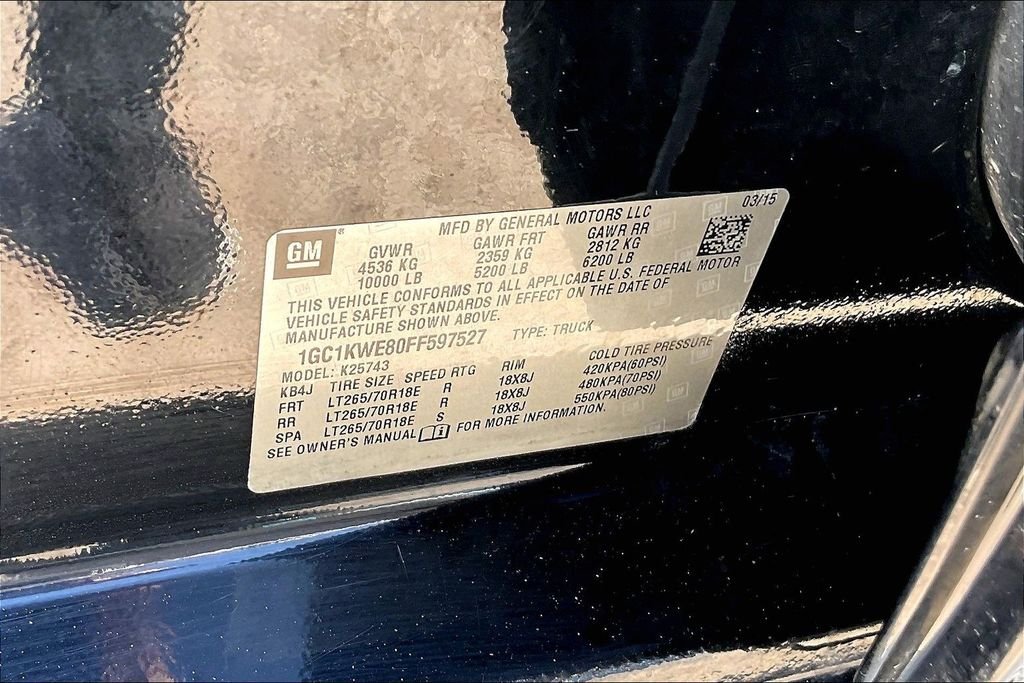 GM
MFD BY GENERAL MOTORS LLC 03/15
GVWR GAWR FRT GAWR RR
4536 KG 2359 KG 2812 KG
10000 LB 5200 LB 6200 LB
THIS VEHICLE CONFORMS TO ALL APPLICABLE U.S. FEDERAL MOTOR
VEHICLE SAFETY STANDARDS IN EFFECT ON THE DATE OF
MANUFACTURE SHOWN ABOVE.
1GC1KWE80FF597527 TYPE: TRUCK
MODEL: K25743
KB4J TIRE SIZE SPEED RTG RIM COLD TIRE PRESSURE
FRT LT265/70R18E R 18X8J 420KPA(60PSI)
RR LT265/70R18E R 18X8J 480KPA(70PSI)
SPA LT265/70R18E S 18X8J 550KPA(80PSI)
SEE OWNER'S MANUAL FOR MORE INFORMATION.